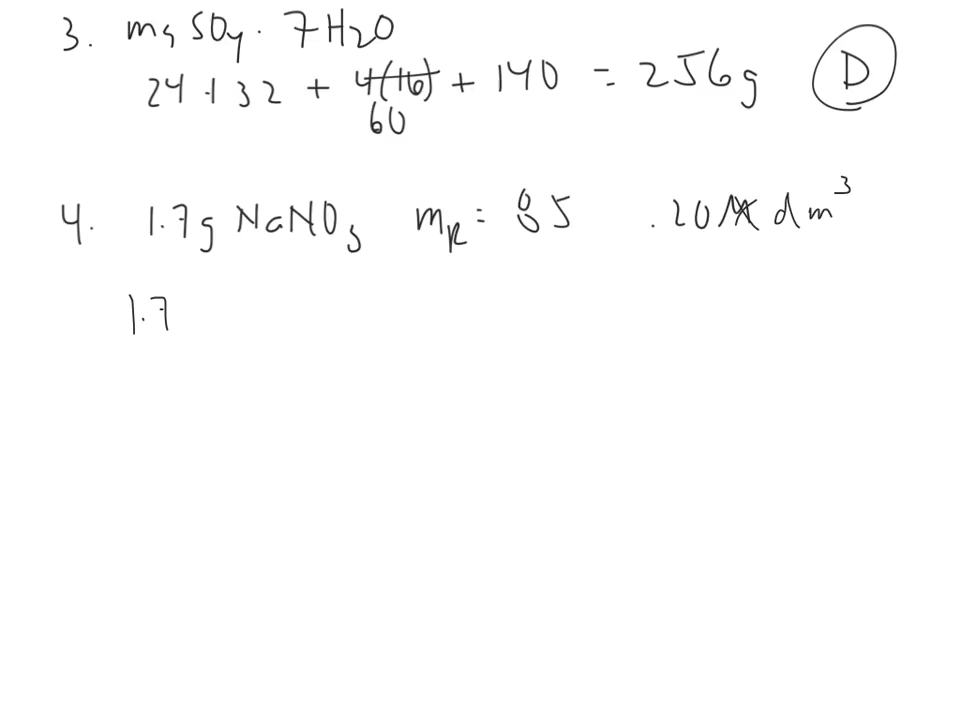 3. mgSO4 · 7H2O
24 + 32 + 4(16) + 140 = 256g D
60
4. 1.7g NaNO3 mR = 85 .20 dm³
1.7